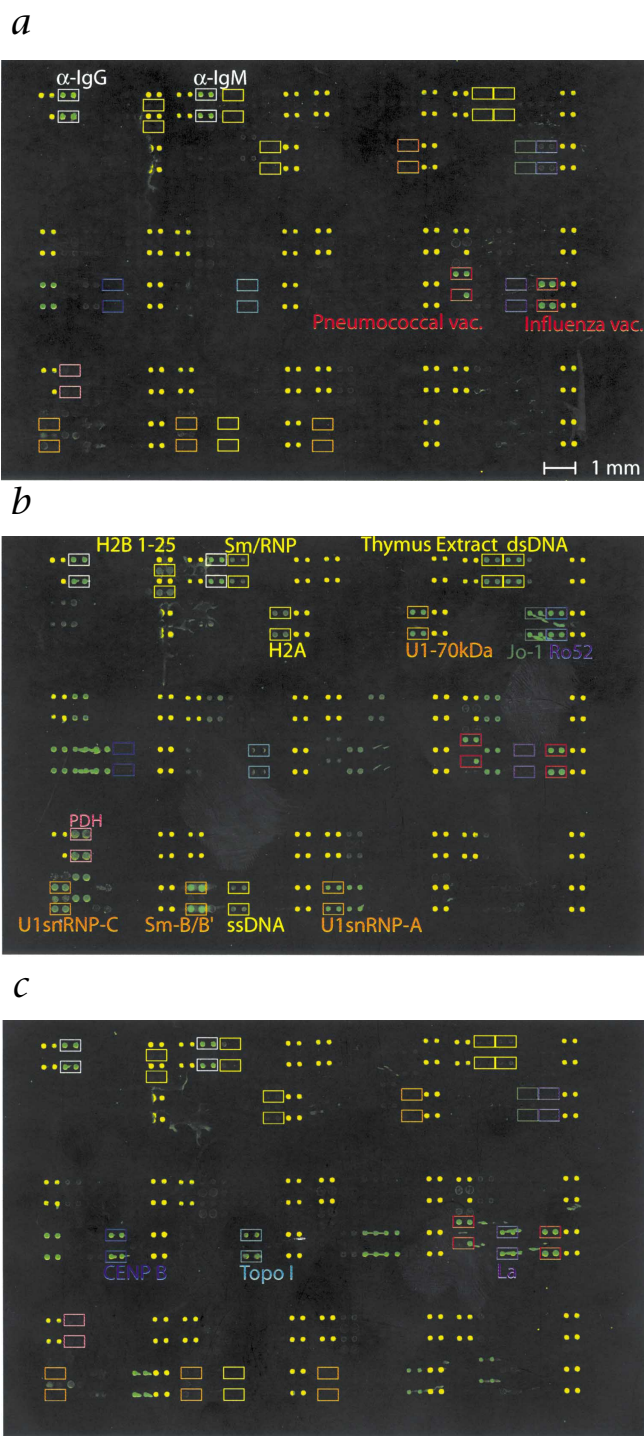 a
α-IgG α-IgM
Pneumococcal vac. Influenza vac.
1 mm
b
H2B 1-25 Sm/RNP Thymus Extract dsDNA
H2A U1-70kDa Jo-1 Ro52
PDH
U1snRNP-C Sm-B/B' ssDNA U1snRNP-A
c
CENP B Topo I La